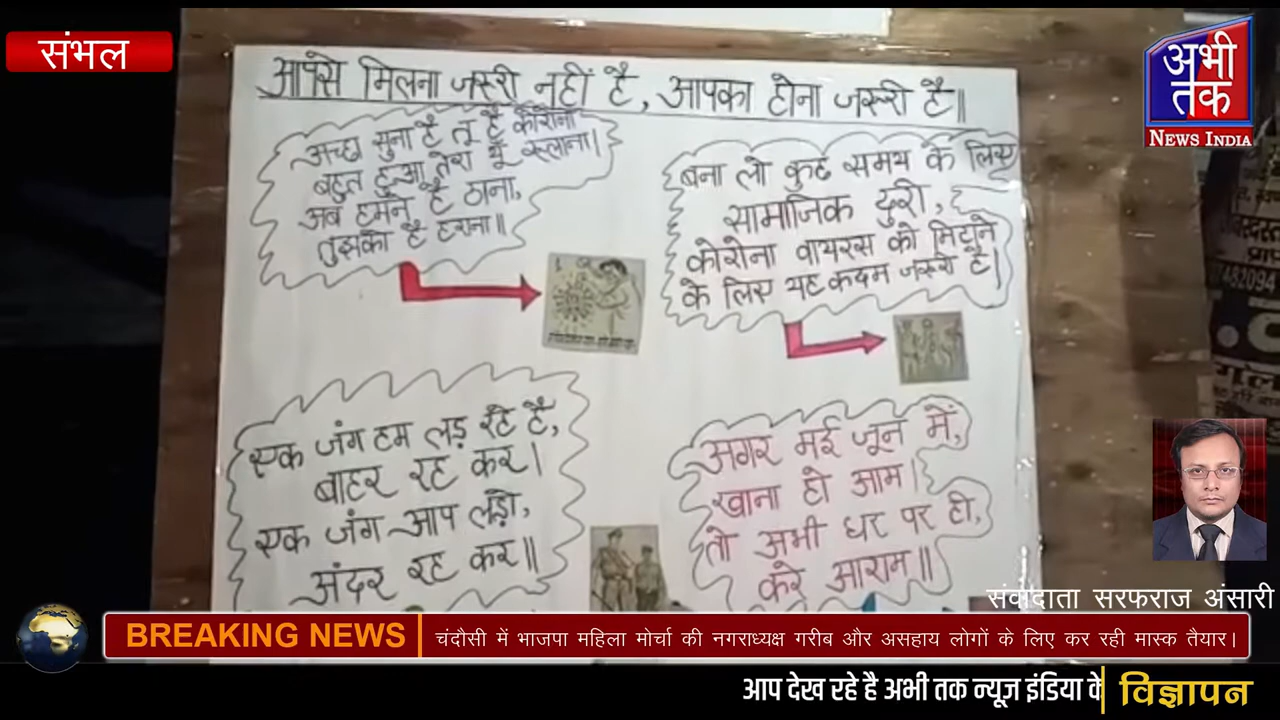 संभल
अभी
तक
NEWS INDIA
आपसे मिलना जरूरी नहीं है, आपका होना जरूरी है।
अच्छा सुना है तू है कोरोना
बहुत हुआ तेरा यूँ रूलाना।
अब हमने है ठाना,
तुझको है हराना॥
बना लो कुछ समय के लिए
सामाजिक दुरी,
कोरोना वायरस को मिटाने
के लिए यह कदम जरूरी है।
एक जंग हम लड़ रहे है,
बाहर रह कर।
एक जंग आप लड़ो,
अंदर रह कर॥
अगर मई जून में,
खाना हो आम।
तो अभी घर पर ही,
करे आराम॥
संवाददाता सरफराज अंसारी
BREAKING NEWS
चंदौसी में भाजपा महिला मोर्चा की नगराध्यक्ष गरीब और असहाय लोगों के लिए कर रही मास्क तैयार।
आप देख रहे है अभी तक न्यूज़ इंडिया के
विज्ञापन